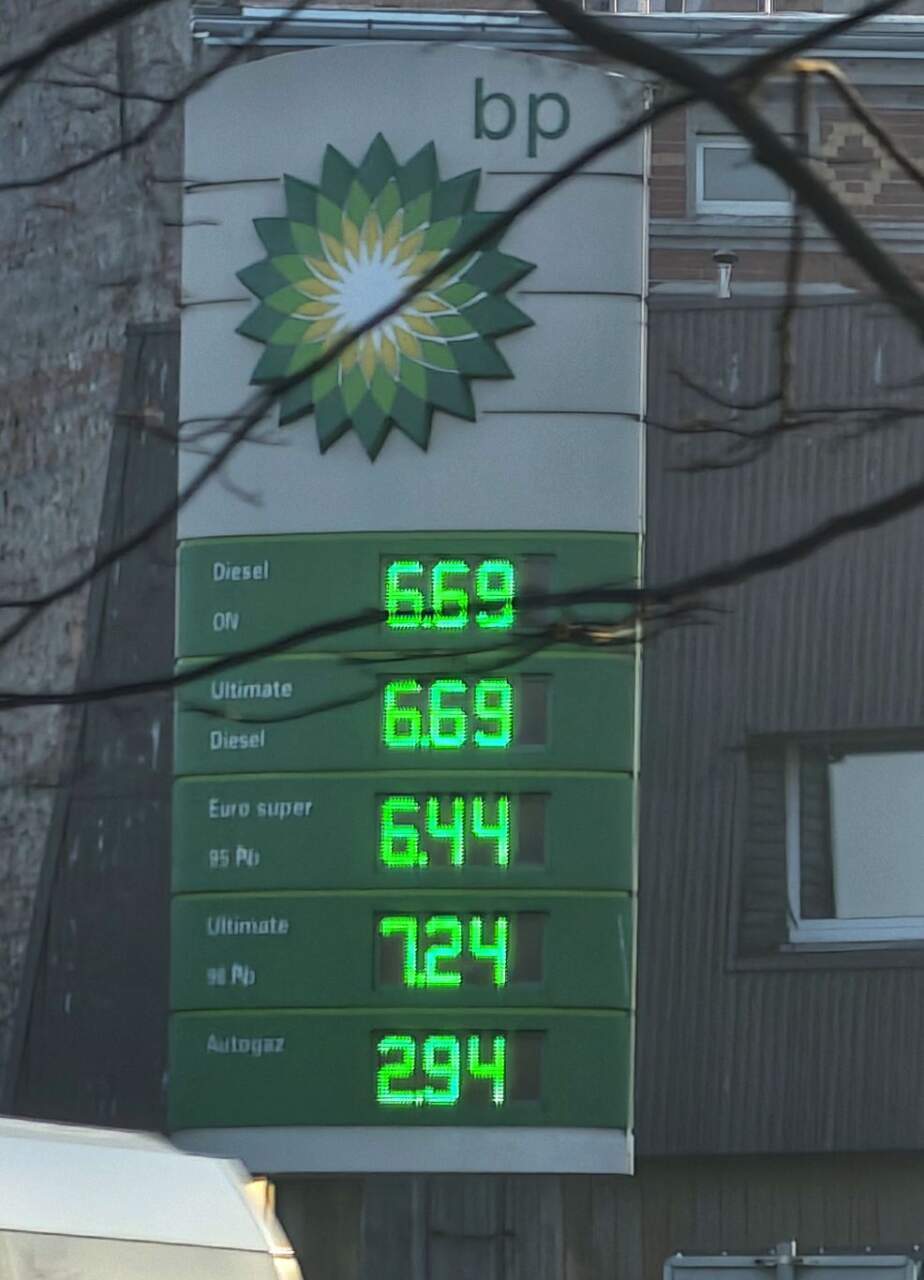 bp
Diesel
ON
6.69
Ultimate
Diesel
6.69
Euro super
95 Pb
6.44
Ultimate
98 Pb
7.24
Autogaz
2.94